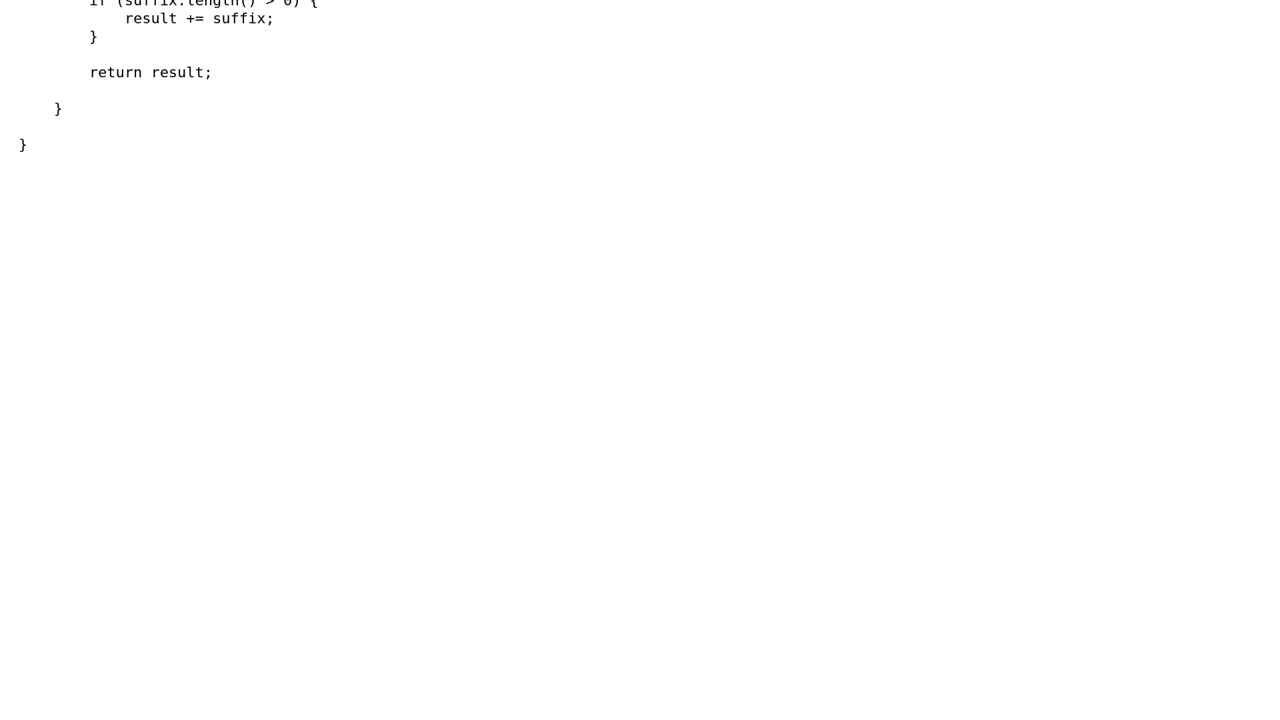 if (suffix.length() > 0) {
result += suffix;
}
return result;
}
}